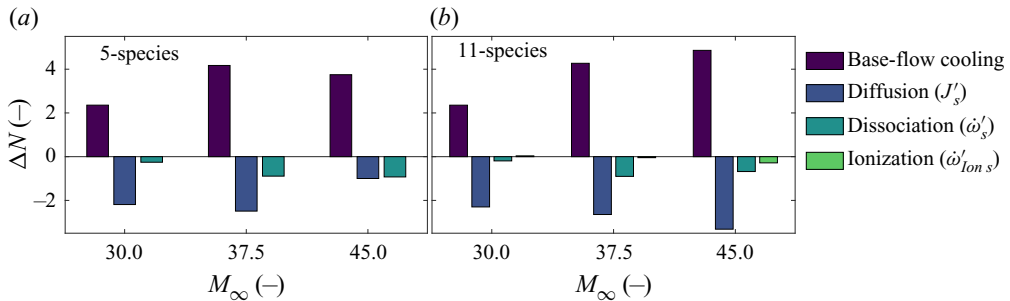 (a)
(b)
5-species
11-species
4
2
0
−2
ΔN (–)
30.0
37.5
45.0
30.0
37.5
45.0
M∞ (–)
M∞ (–)
Base-flow cooling
Diffusion (J′s)
Dissociation (ω̇′s)
Ionization (ω̇′Ion s)